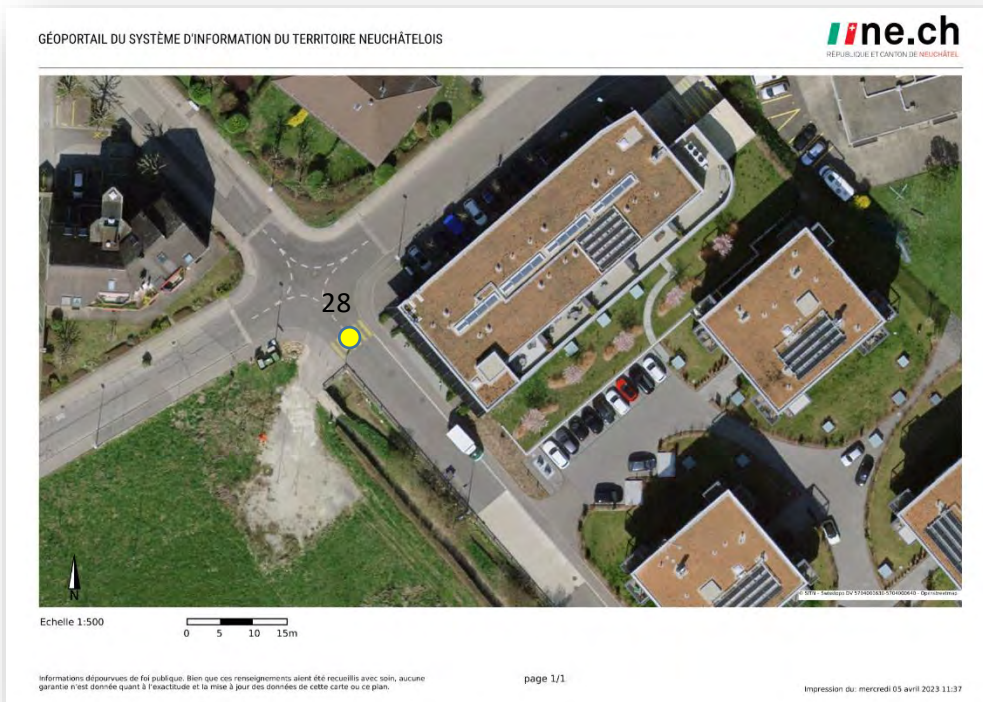 GÉOPORTAIL DU SYSTÈME D'INFORMATION DU TERRITOIRE NEUCHÂTELOIS
ne.ch
RÉPUBLIQUE ET CANTON DE NEUCHÂTEL
28
N
Echelle 1:500
0 5 10 15m
Informations dépourvues de foi publique. Bien que ces renseignements aient été recueillis avec soin, aucune
garantie n'est donnée quant à l'exactitude et la mise à jour des données de cette carte ou ce plan.
page 1/1
Impression du: mercredi 05 avril 2023 11:37